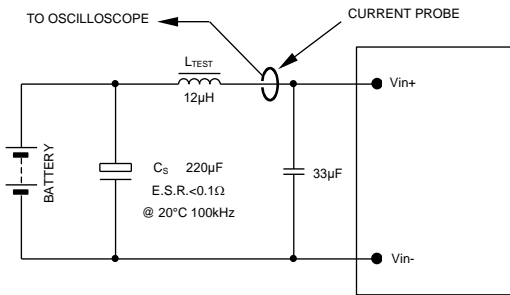 TO OSCILLOSCOPE
CURRENT PROBE
LTEST
12µH
Vin+
BATTERY
CS 220µF
E.S.R.<0.1Ω
@ 20°C 100kHz
33µF
Vin-